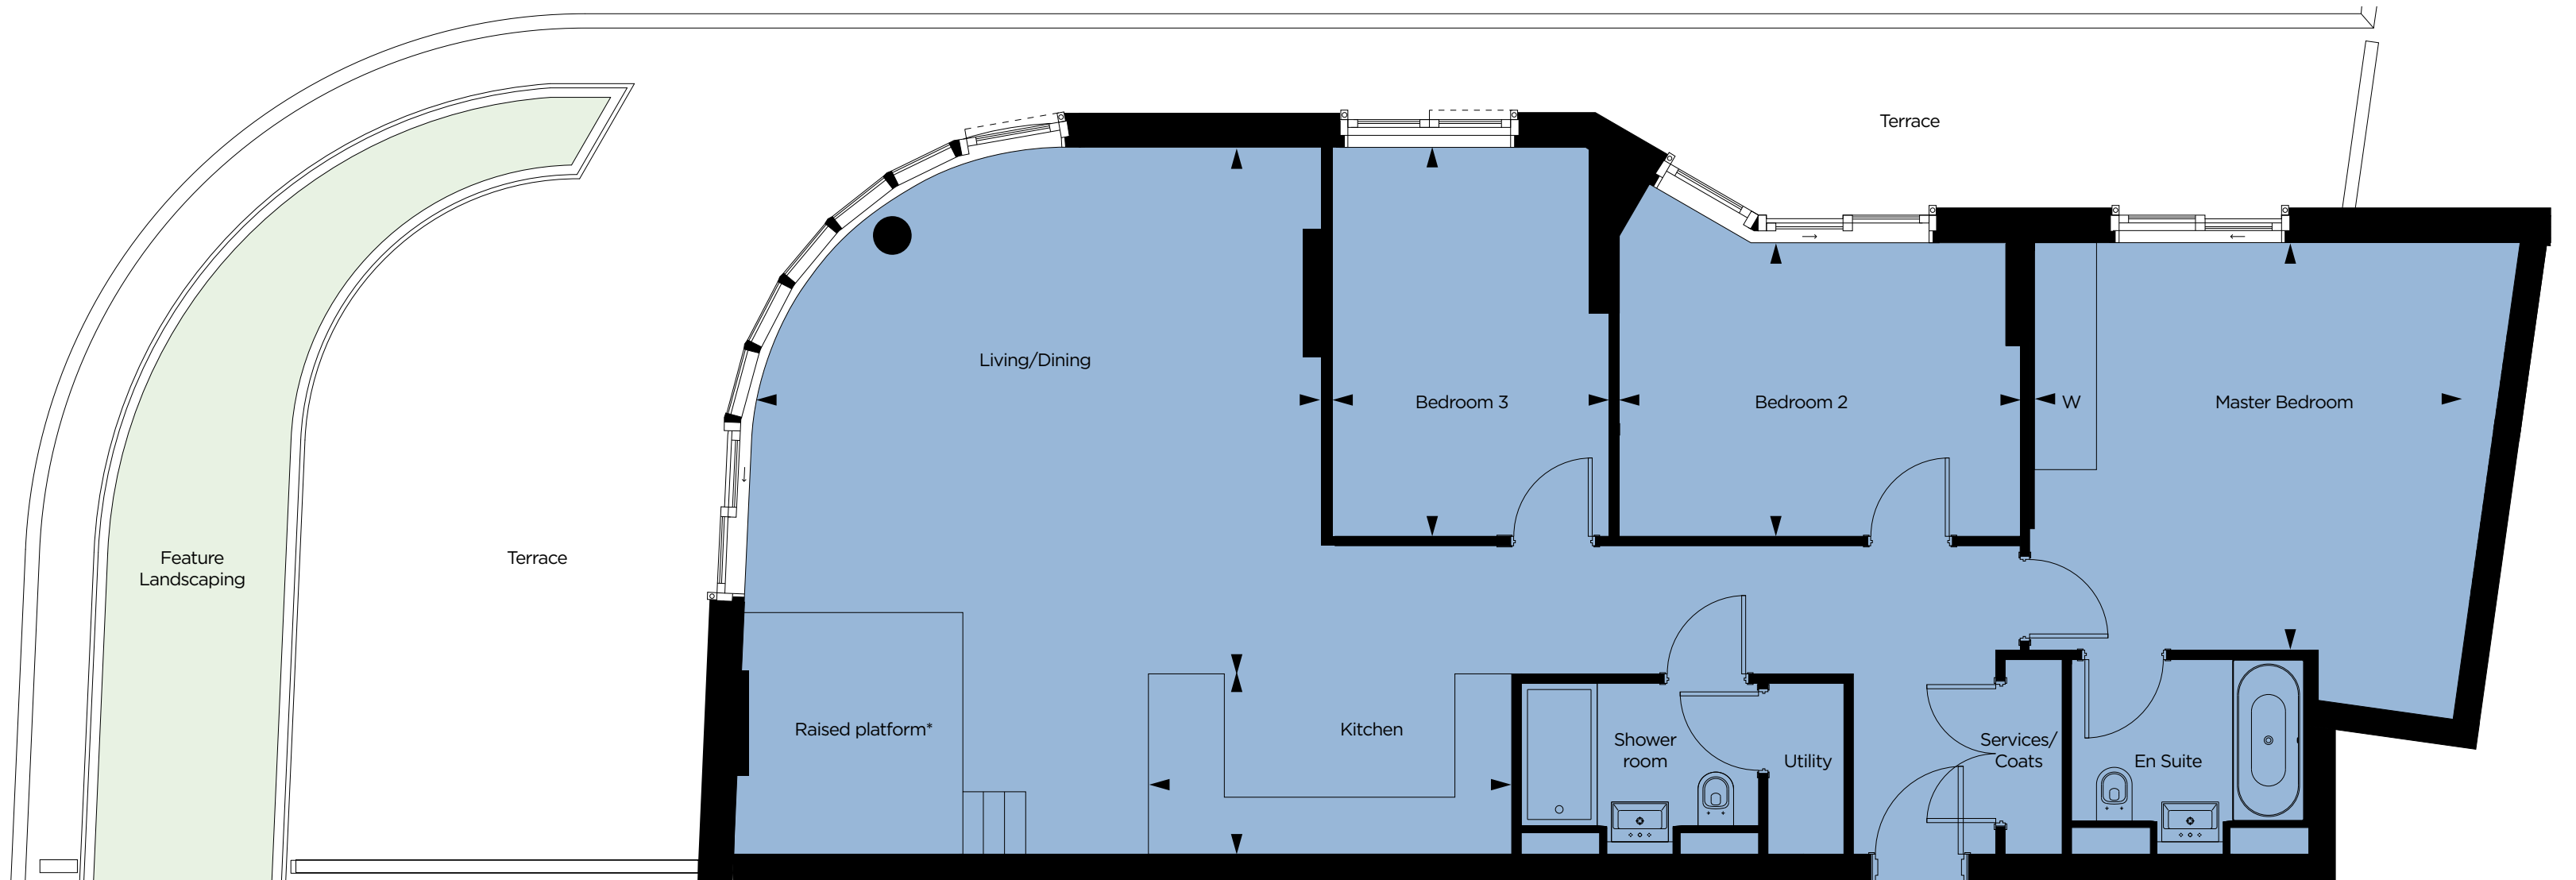 Terrace
Living/Dining
Bedroom 3
Bedroom 2
W
Master Bedroom
Feature
Landscaping
Terrace
Raised platform*
Kitchen
Shower
room
Utility
Services/
Coats
En Suite